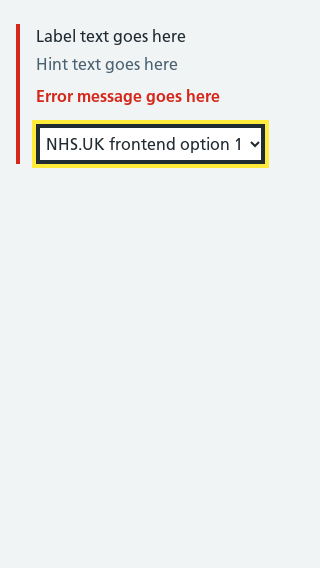 Label text goes here
Hint text goes here
Error message goes here
NHS.UK frontend option 1